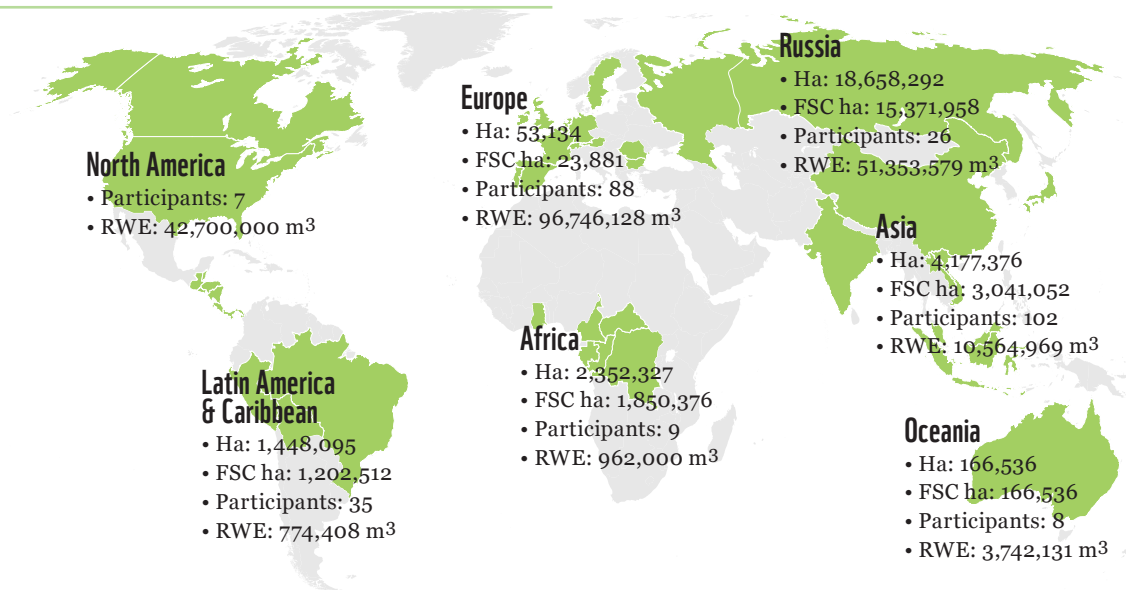 North America
• Participants: 7
• RWE: 42,700,000 m³
Europe
• Ha: 53,134
• FSC ha: 23,881
• Participants: 88
• RWE: 96,746,128 m³
Russia
• Ha: 18,658,292
• FSC ha: 15,371,958
• Participants: 26
• RWE: 51,353,579 m³
Asia
• Ha: 4,177,376
• FSC ha: 3,041,052
• Participants: 102
• RWE: 10,564,969 m³
Latin America
& Caribbean
• Ha: 1,448,095
• FSC ha: 1,202,512
• Participants: 35
• RWE: 774,408 m³
Africa
• Ha: 2,352,327
• FSC ha: 1,850,376
• Participants: 9
• RWE: 962,000 m³
Oceania
• Ha: 166,536
• FSC ha: 166,536
• Participants: 8
• RWE: 3,742,131 m³